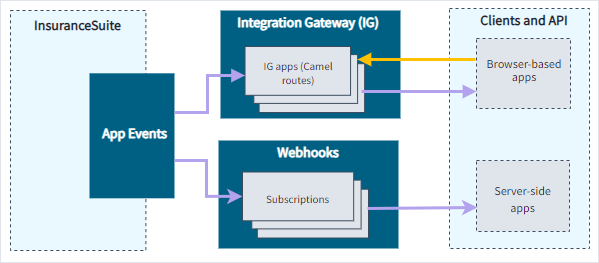 InsuranceSuite
App Events
Integration Gateway (IG)
IG apps (Camel
routes)
Webhooks
Subscriptions
Clients and API
Browser-based
apps
Server-side
apps